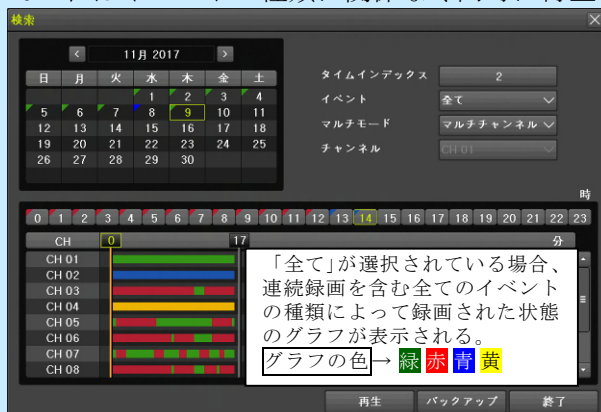 検索
11月 2017
日 月 火 水 木 金 土
1 2 3 4
5 6 7 8 9 10 11
12 13 14 15 16 17 18
19 20 21 22 23 24 25
26 27 28 29 30
タイムインデックス 2
イベント 全て
マルチモード マルチチャンネル
チャンネル CH 01
時
0 1 2 3 4 5 6 7 8 9 10 11 12 13 14 15 16 17 18 19 20 21 22 23
CH 0 17 分
CH 01
CH 02
CH 03
CH 04
CH 05
CH 06
CH 07
CH 08
「全て」が選択されている場合、
連続録画を含む全てのイベント
の種類によって録画された状態
のグラフが表示される。
グラフの色→ 緑 赤 青 黄
再生 バックアップ 終了